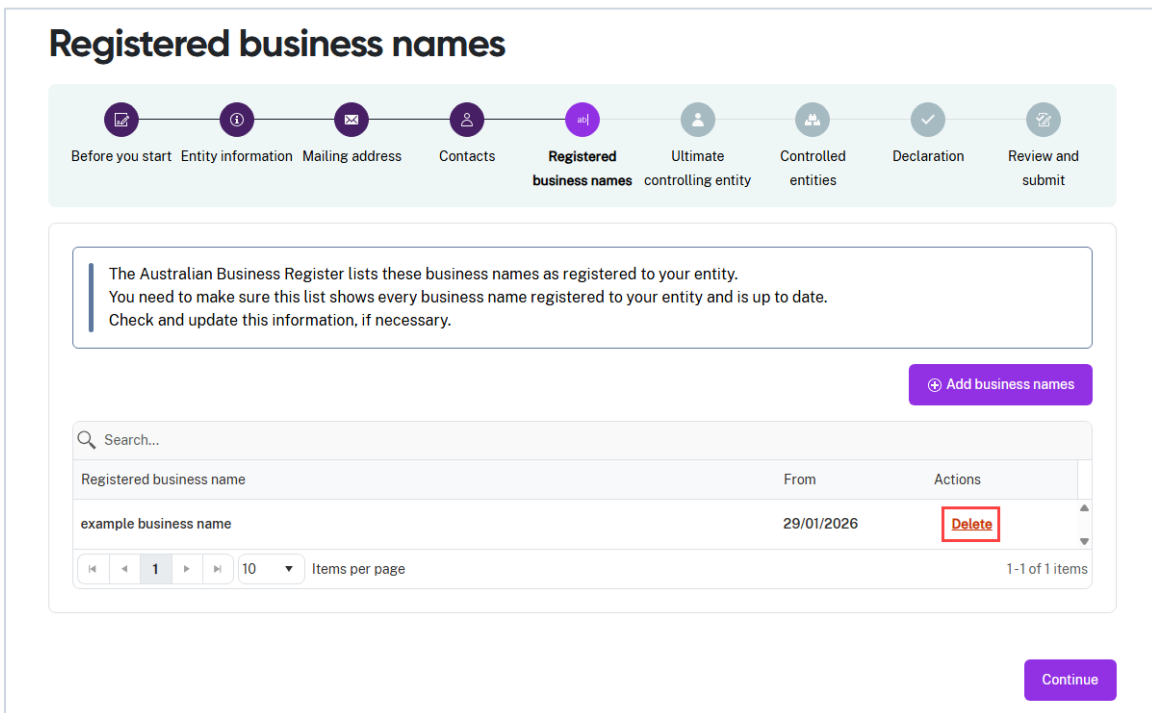 Registered business names
ab|
Before you start Entity information Mailing address Contacts Registered Ultimate Controlled Declaration Review and
business names controlling entity entities submit
The Australian Business Register lists these business names as registered to your entity.
You need to make sure this list shows every business name registered to your entity and is up to date.
Check and update this information, if necessary.
Add business names
Search...
Registered business name From Actions
example business name 29/01/2026 Delete
1 10 Items per page 1-1 of 1 items
Continue